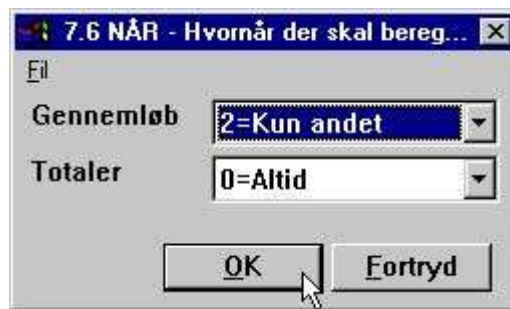 7.6 NÅR - Hvornår der skal bereg...
Fil
Gennemløb 2=Kun andet
Totaler 0=Altid
OK Fortryd